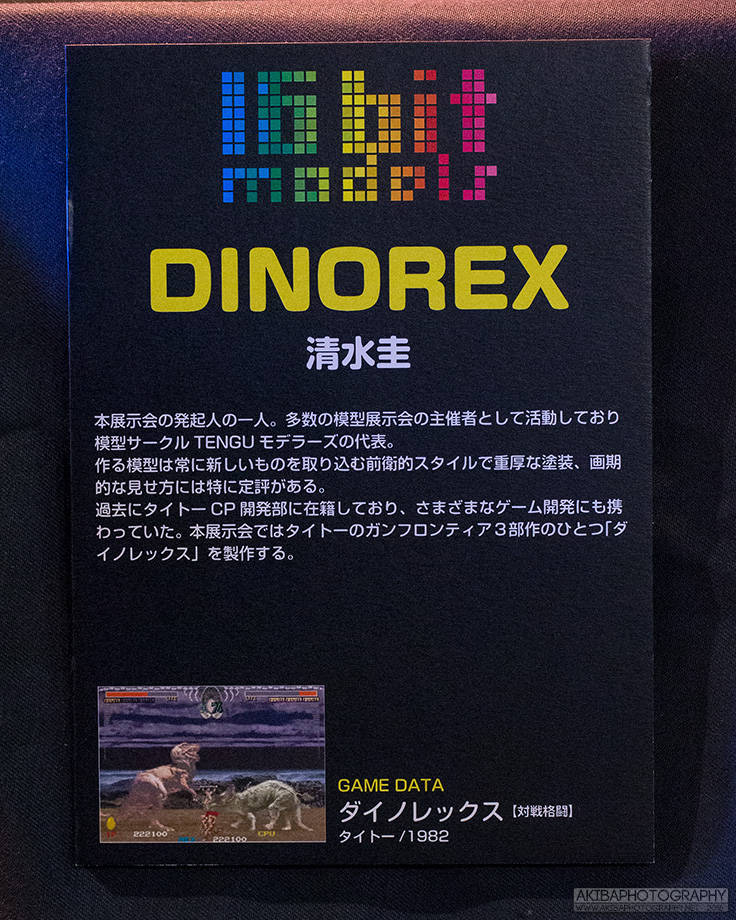 16 bit
models
DINOREX
清水圭
本展示会の発起人の一人。多数の模型展示会の主催者として活動しており
模型サークル TENGU モデラーズの代表。
作る模型は常に新しいものを取り込む前衛的スタイルで重厚な塗装、画期
的な見せ方には特に定評がある。
過去にタイトー CP 開発部に在籍しており、さまざまなゲーム開発にも携
わっていた。本展示会ではタイトーのガンフロンティア３部作のひとつ「ダ
イノレックス」を製作する。
222100
CPU
222100
GAME DATA
ダイノレックス【対戦格闘】
タイトー/1982
AKIBAPHOTOGRAPHY